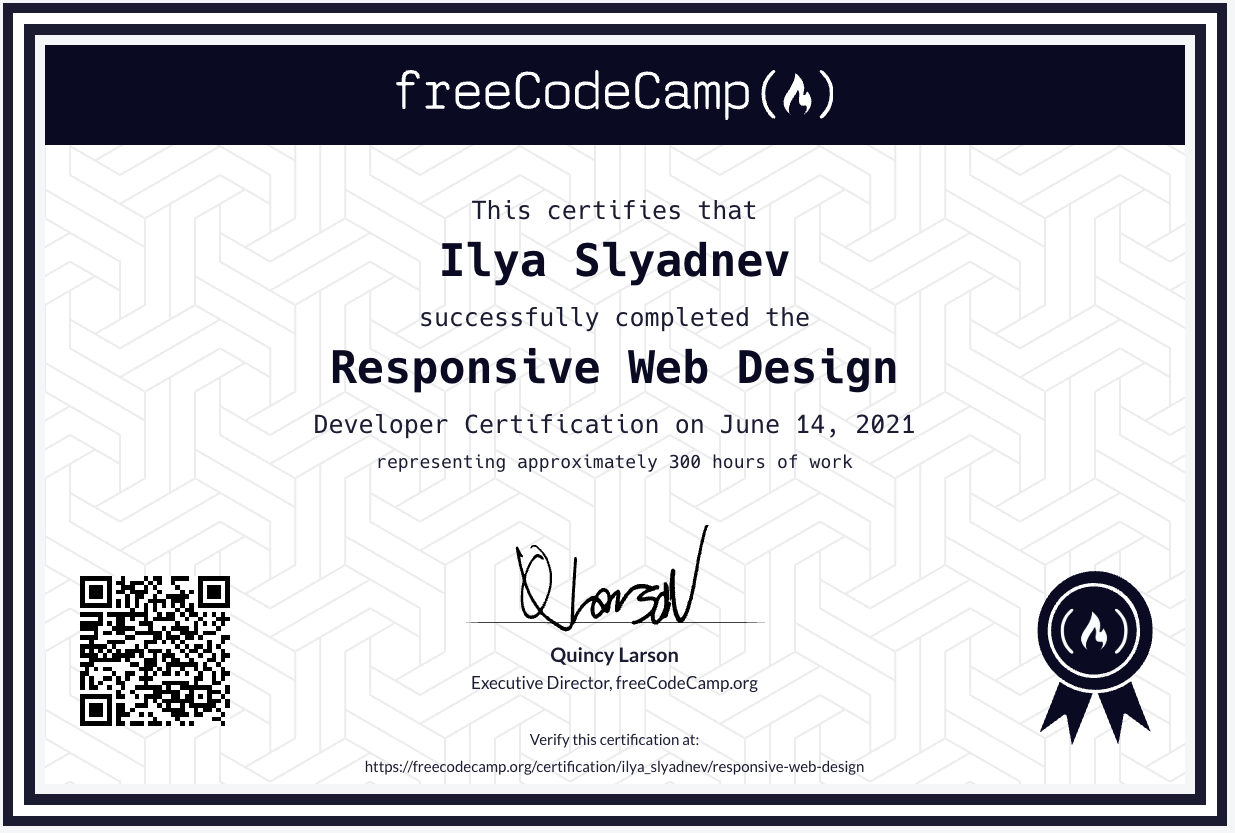 freeCodeCamp(🔥)
This certifies that
Ilya Slyadnev
successfully completed the
Responsive Web Design
Developer Certification on June 14, 2021
representing approximately 300 hours of work
QLarson
Quincy Larson
Executive Director, freeCodeCamp.org
Verify this certification at:
https://freecodecamp.org/certification/ilya_slyadnev/responsive-web-design